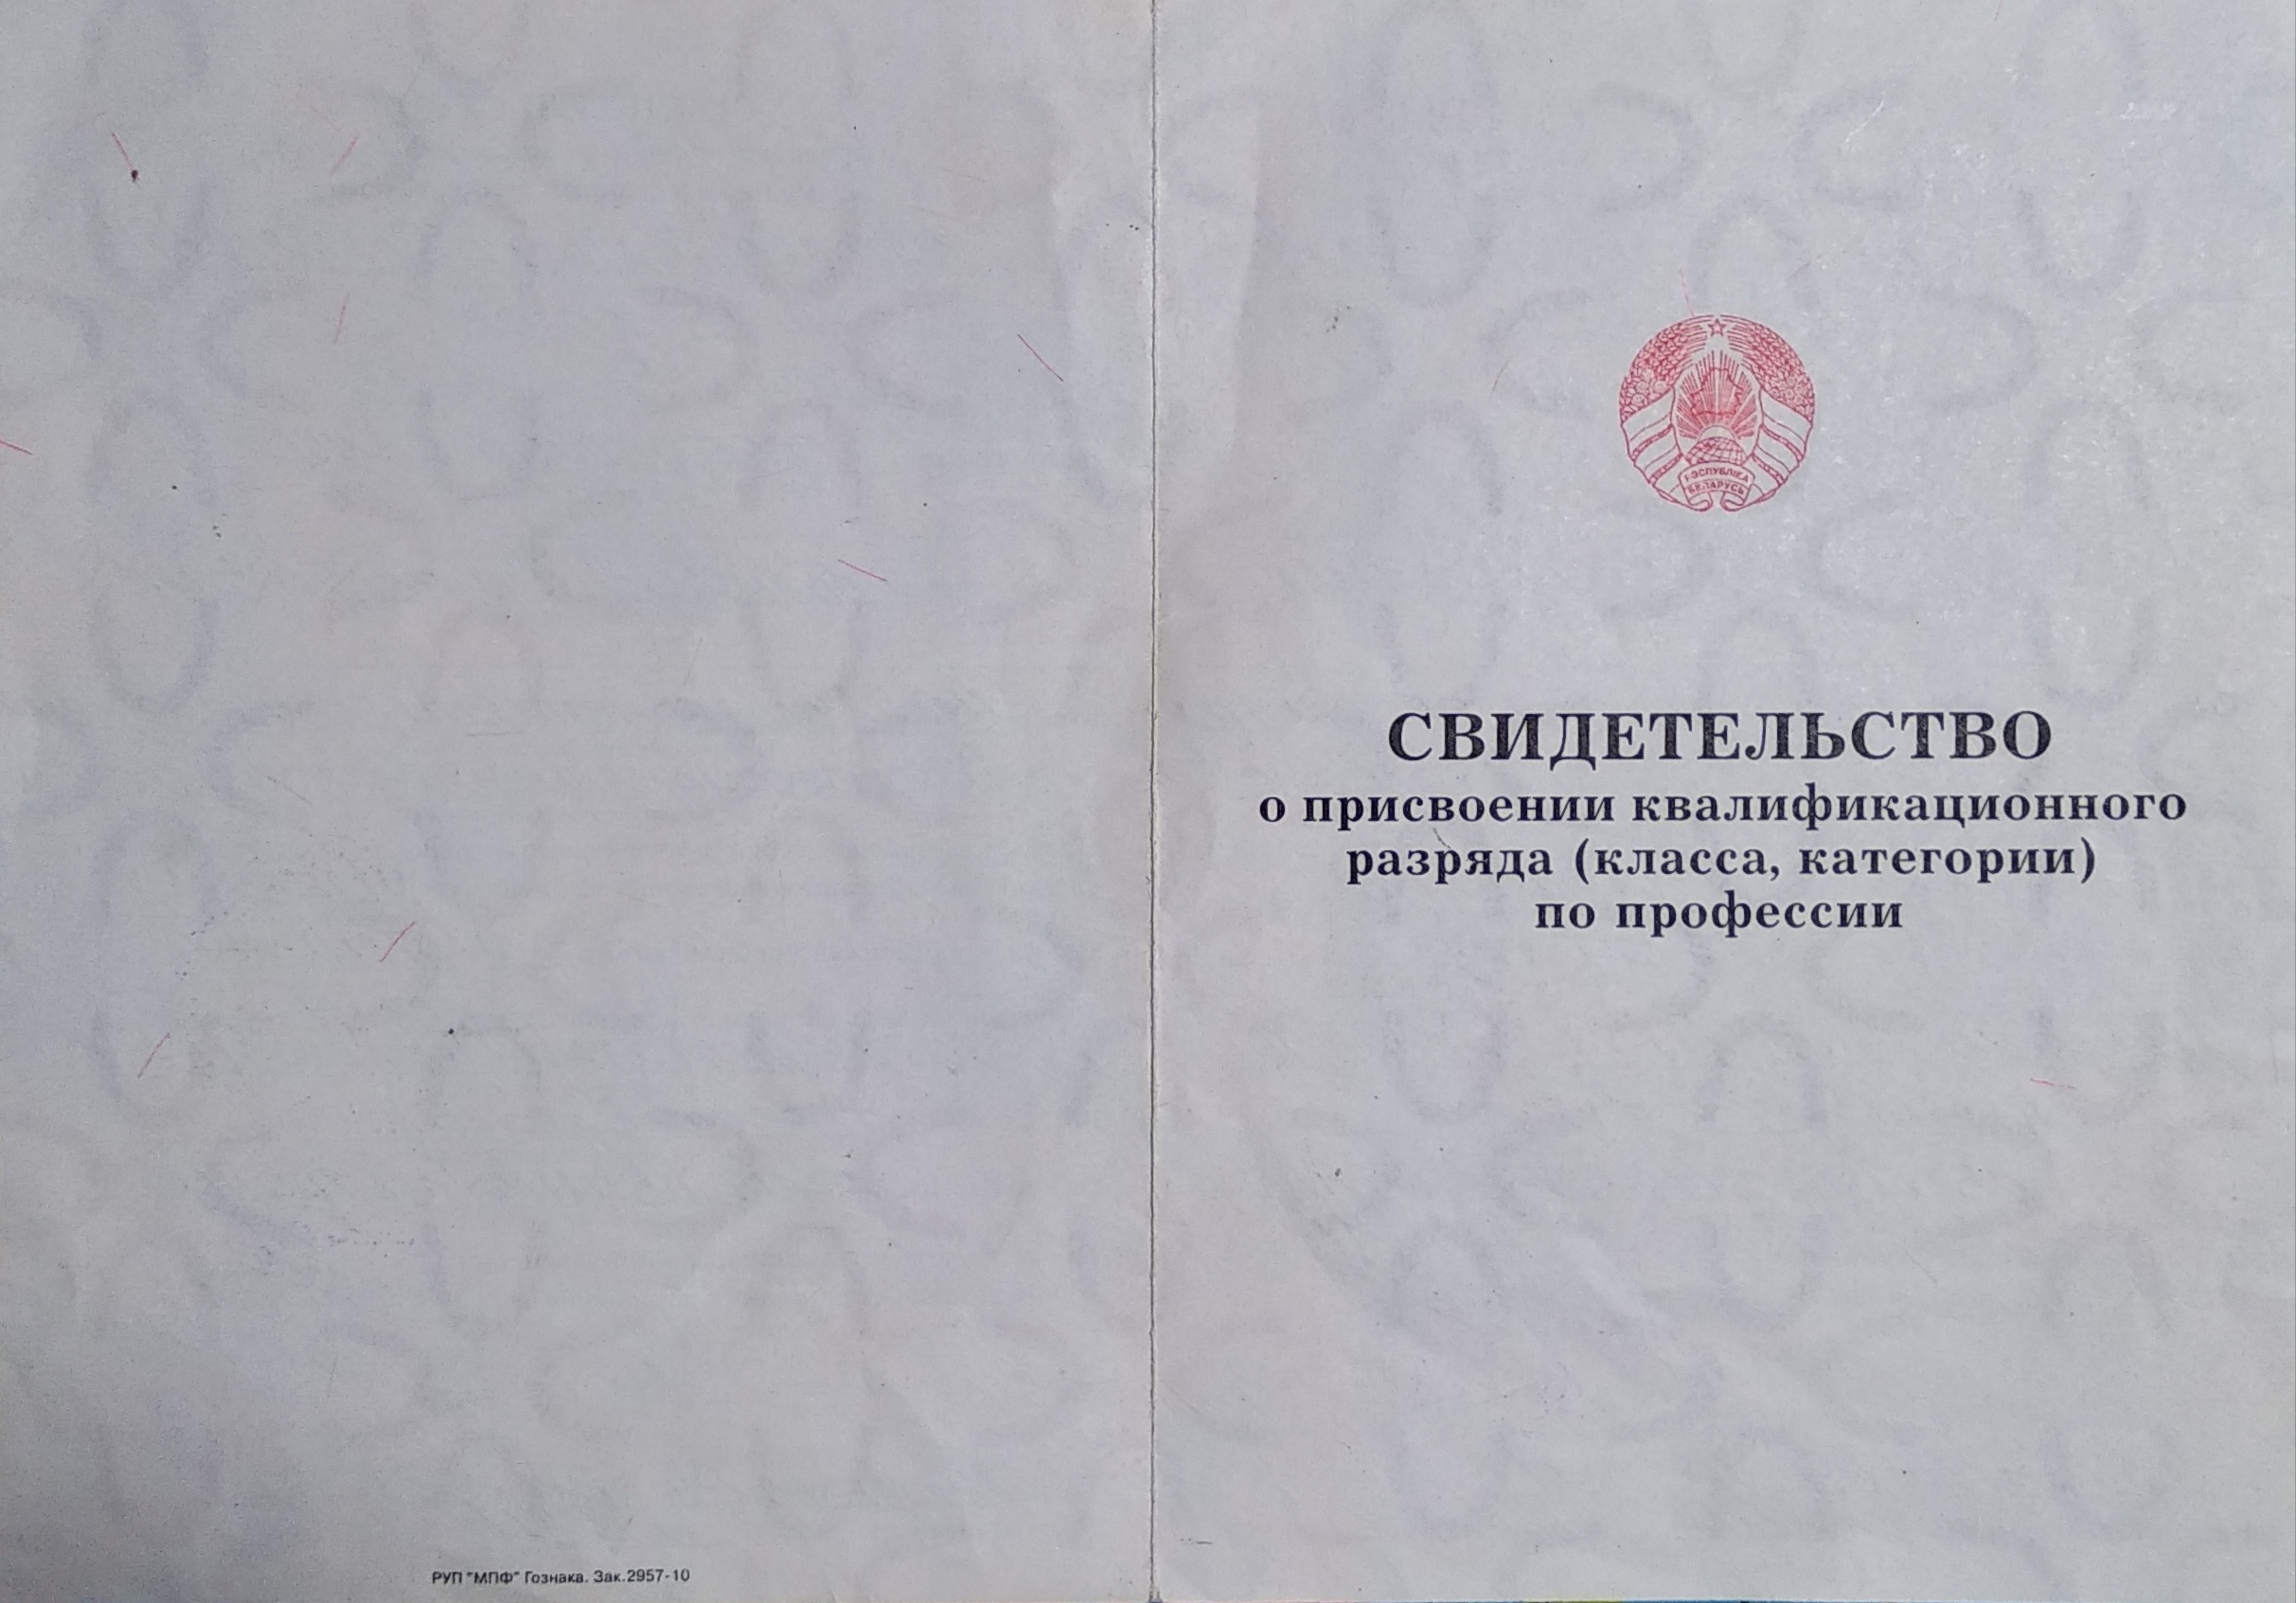 РУП "МПФ" Гознака. Зак.2957-10
РЭСПУБЛІКА
БЕЛАРУСЬ
СВИДЕТЕЛЬСТВО
о присвоении квалификационного
разряда (класса, категории)
по профессии